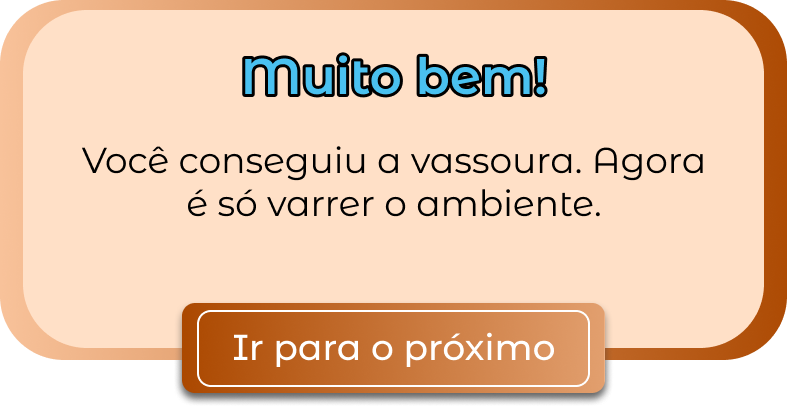 Muito bem!
Você conseguiu a vassoura. Agora
é só varrer o ambiente.
Ir para o próximo